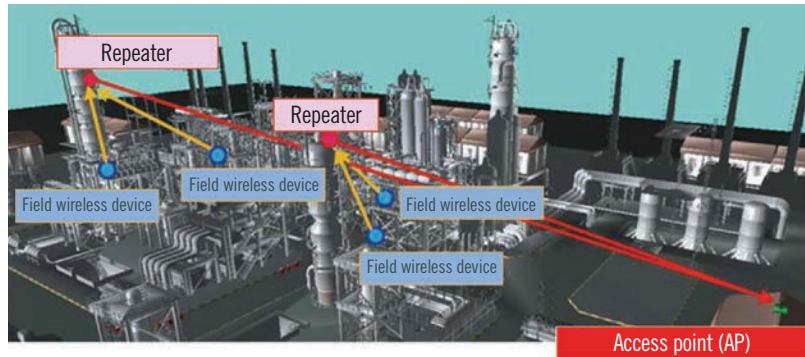 Repeater
Repeater
Field wireless device
Field wireless device
Field wireless device
Field wireless device
Access point (AP)